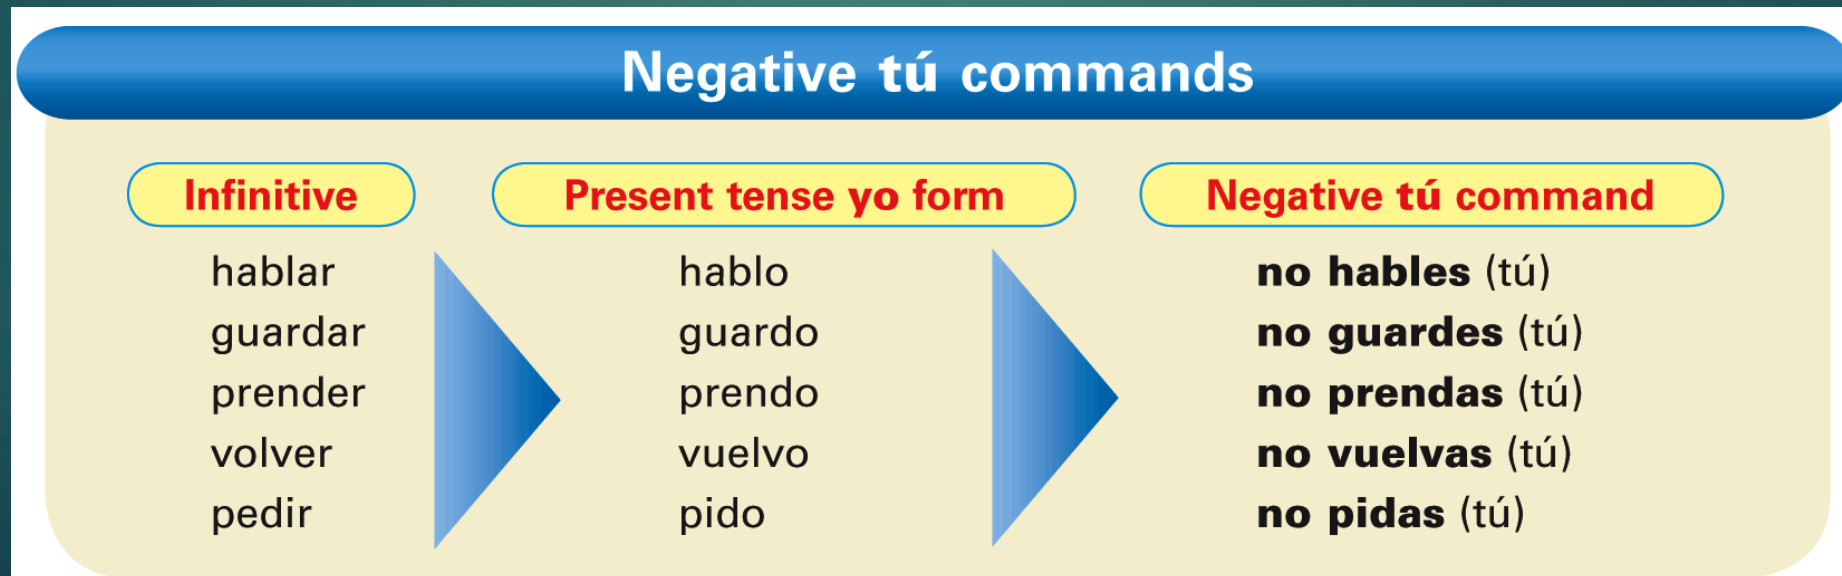 Negative tú commands
Infinitive Present tense yo form Negative tú command
hablar hablo no hables (tú)
guardar guardo no guardes (tú)
prender prendo no prendas (tú)
volver vuelvo no vuelvas (tú)
pedir pido no pidas (tú)